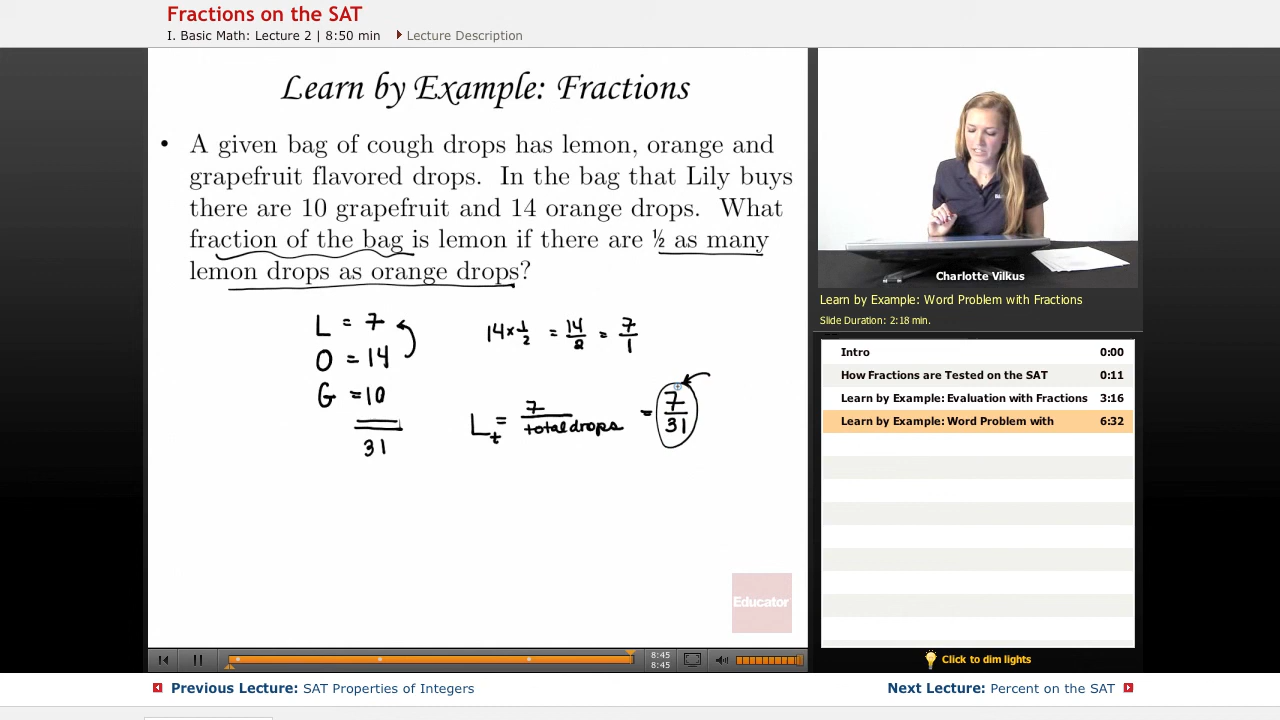 Fractions on the SAT
I. Basic Math: Lecture 2 | 8:50 min
Lecture Description
Learn by Example: Fractions
• A given bag of cough drops has lemon, orange and
grapefruit flavored drops. In the bag that Lily buys
there are 10 grapefruit and 14 orange drops. What
fraction of the bag is lemon if there are ½ as many
lemon drops as orange drops?
L = 7
O = 14
G = 10
31
14 × 1/2 = 14/2 = 7/1
L_t = 7/total drops = 7/31
Educator
Charlotte Vilkus
Learn by Example: Word Problem with Fractions
Slide Duration: 2:18 min.
Intro 0:00
How Fractions are Tested on the SAT 0:11
Learn by Example: Evaluation with Fractions 3:16
Learn by Example: Word Problem with 6:32
8:45
8:45
Click to dim lights
Previous Lecture: SAT Properties of Integers
Next Lecture: Percent on the SAT